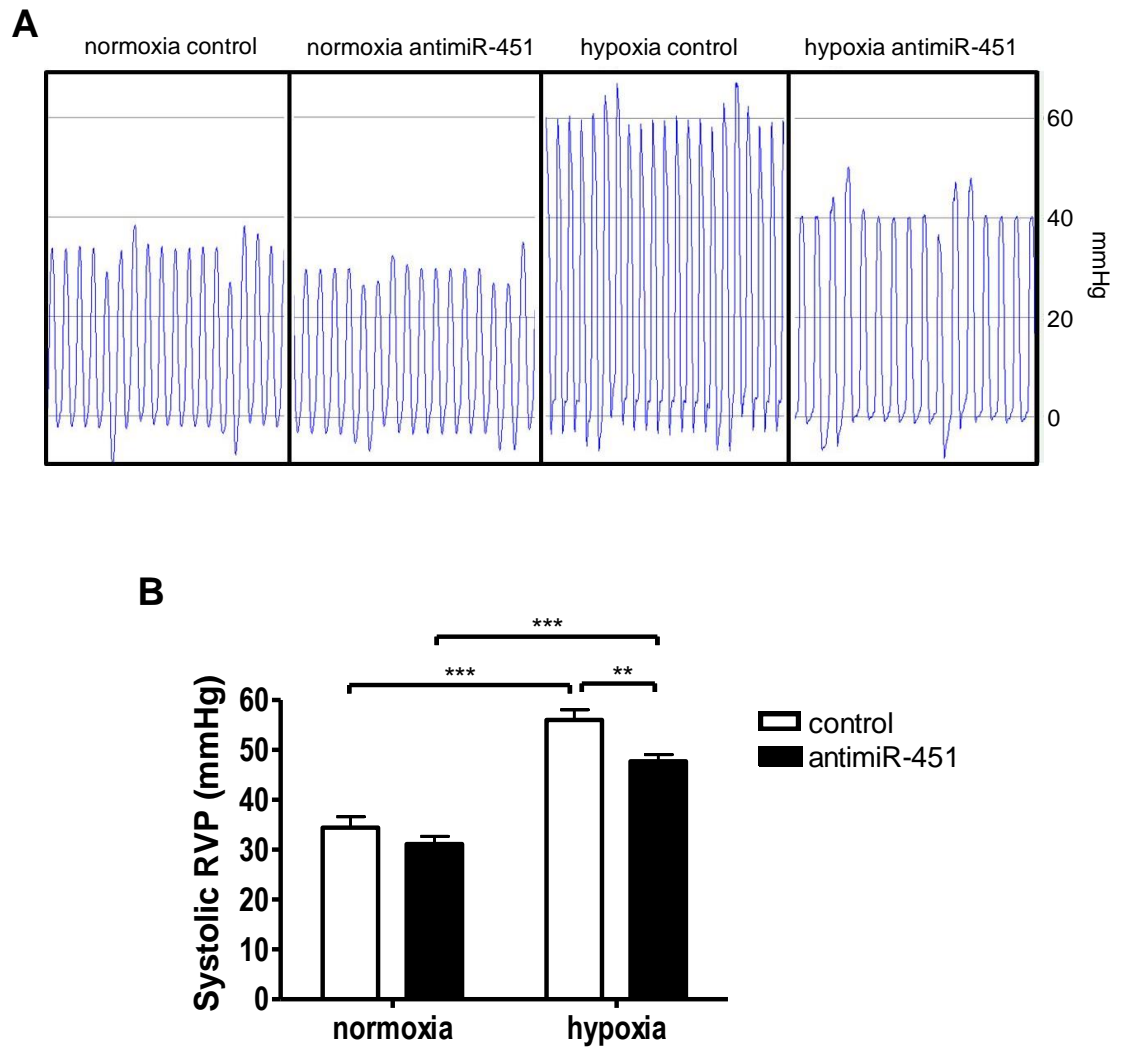 A
normoxia control
normoxia antimiR-451
hypoxia control
hypoxia antimiR-451
60
40
20
0
mmHg
B
***
***
**
Systolic RVP (mmHg)
60
50
40
30
20
10
0
normoxia
hypoxia
control
antimiR-451